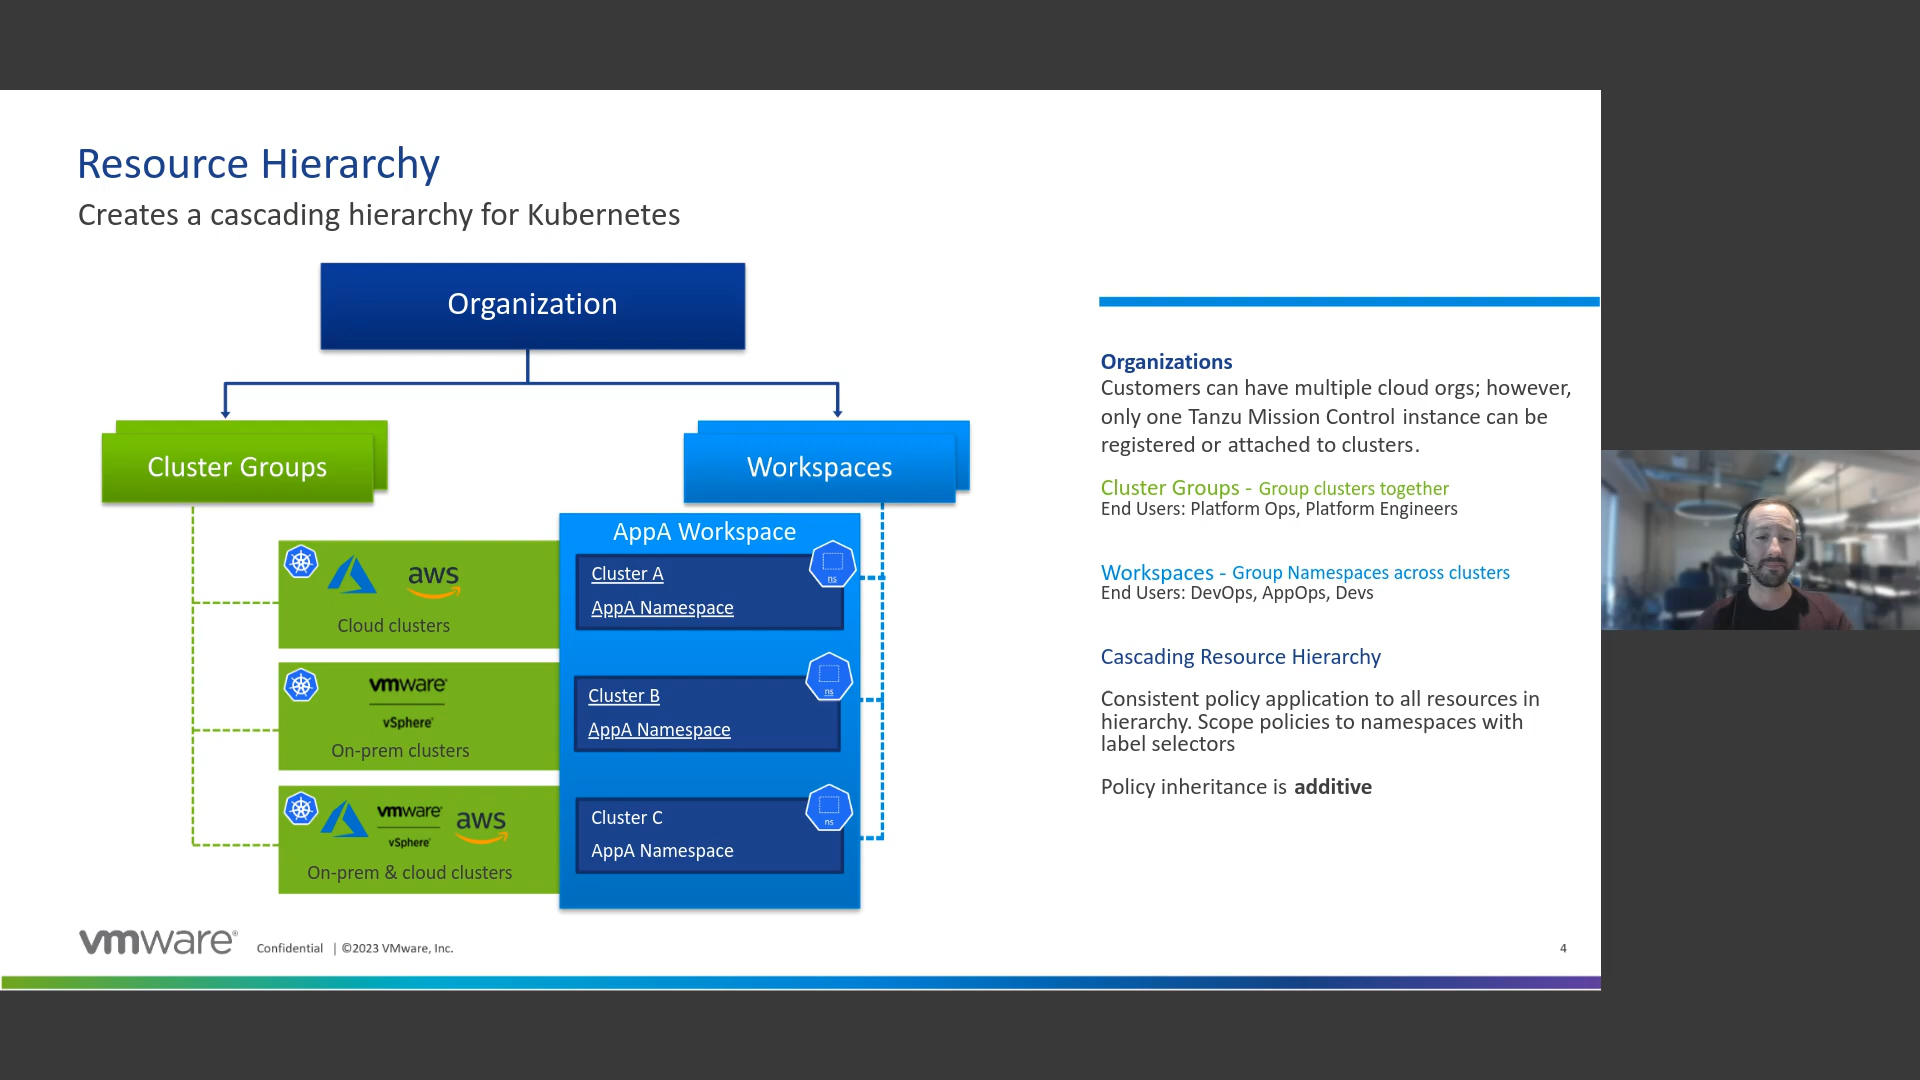 Resource Hierarchy
Creates a cascading hierarchy for Kubernetes
Organization
Cluster Groups
Workspaces
AppA Workspace
aws
Cloud clusters
Cluster A
ns
AppA Namespace
vmware®
vSphere®
On-prem clusters
Cluster B
ns
AppA Namespace
vmware®
vSphere®
aws
On-prem & cloud clusters
Cluster C
ns
AppA Namespace
Organizations
Customers can have multiple cloud orgs; however,
only one Tanzu Mission Control instance can be
registered or attached to clusters.
Cluster Groups - Group clusters together
End Users: Platform Ops, Platform Engineers
Workspaces - Group Namespaces across clusters
End Users: DevOps, AppOps, Devs
Cascading Resource Hierarchy
Consistent policy application to all resources in
hierarchy. Scope policies to namespaces with
label selectors
Policy inheritance is additive
vmware® Confidential | ©2023 VMware, Inc.
4